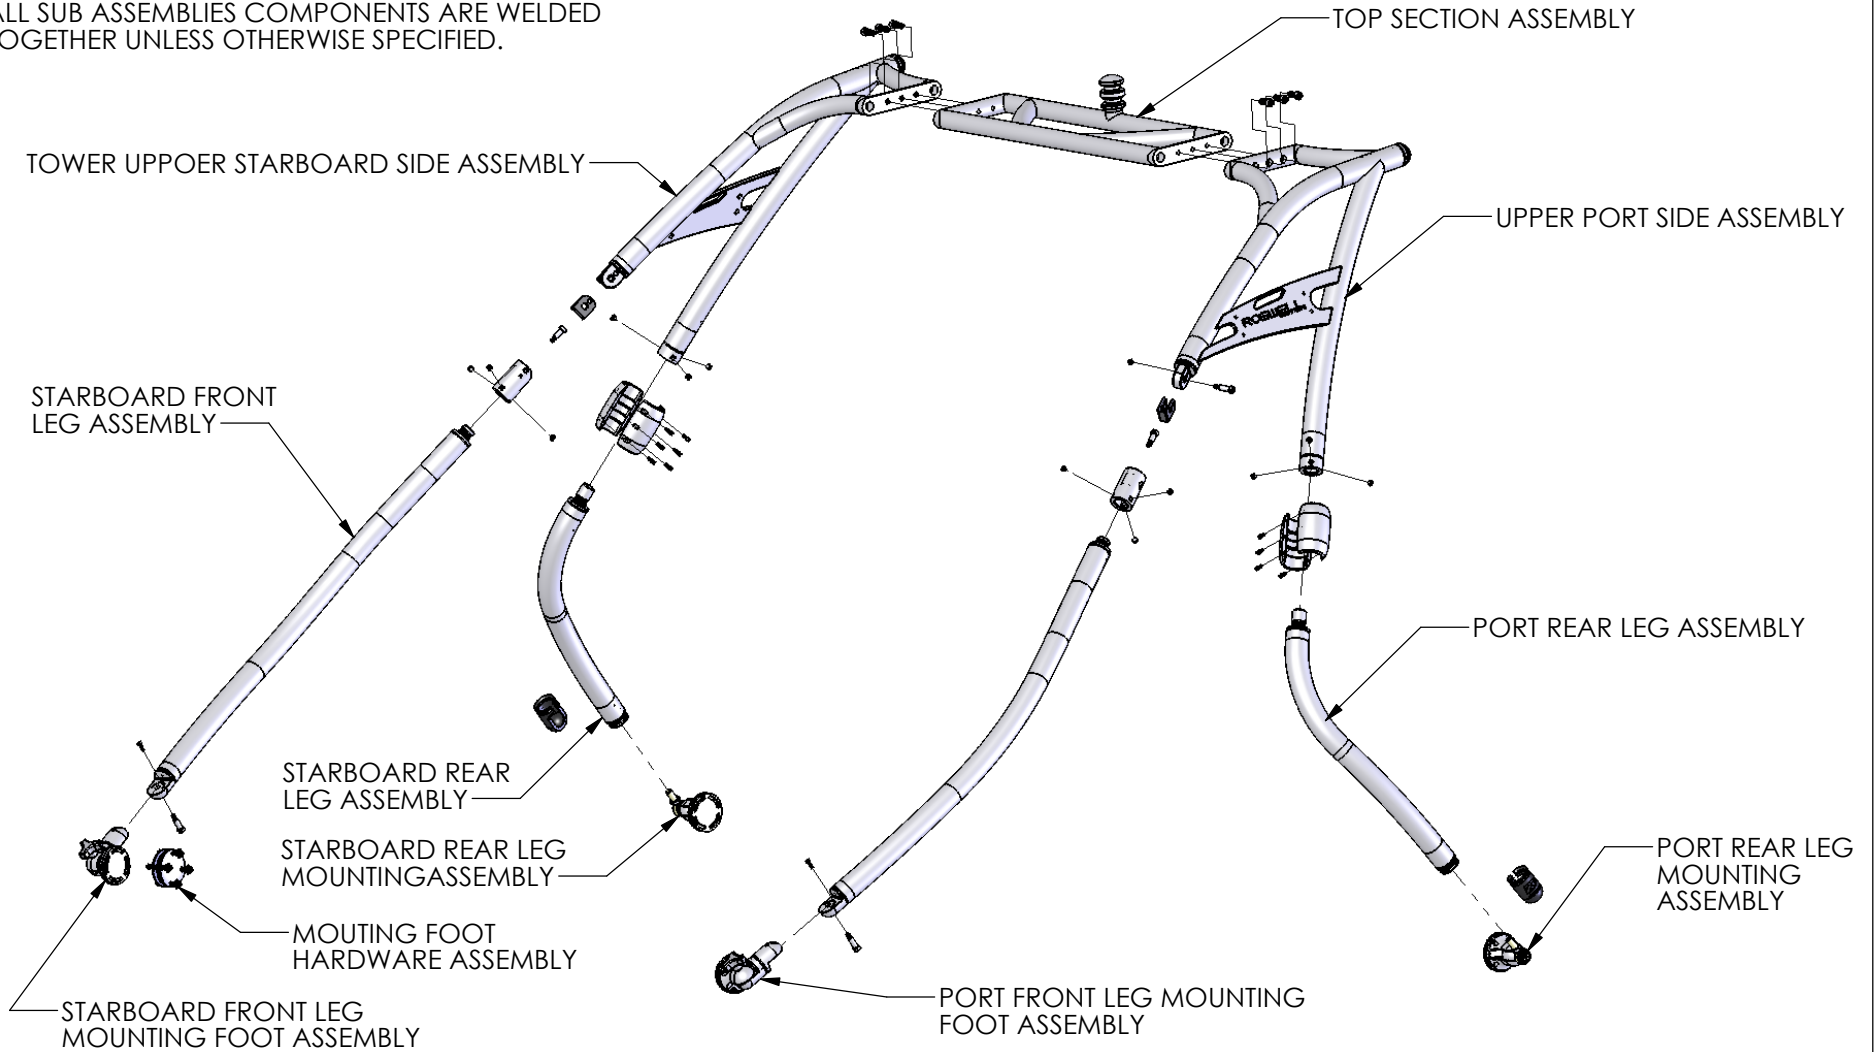 ALL SUB ASSEMBLIES COMPONENTS ARE WELDED
TOGETHER UNLESS OTHERWISE SPECIFIED.
TOP SECTION ASSEMBLY
TOWER UPPOER STARBOARD SIDE ASSEMBLY
UPPER PORT SIDE ASSEMBLY
ROSWELL
STARBOARD FRONT
LEG ASSEMBLY
PORT REAR LEG ASSEMBLY
STARBOARD REAR
LEG ASSEMBLY
STARBOARD REAR LEG
MOUNTINGASSEMBLY
PORT REAR LEG
MOUNTING
ASSEMBLY
MOUTING FOOT
HARDWARE ASSEMBLY
PORT FRONT LEG MOUNTING
FOOT ASSEMBLY
STARBOARD FRONT LEG
MOUNTING FOOT ASSEMBLY